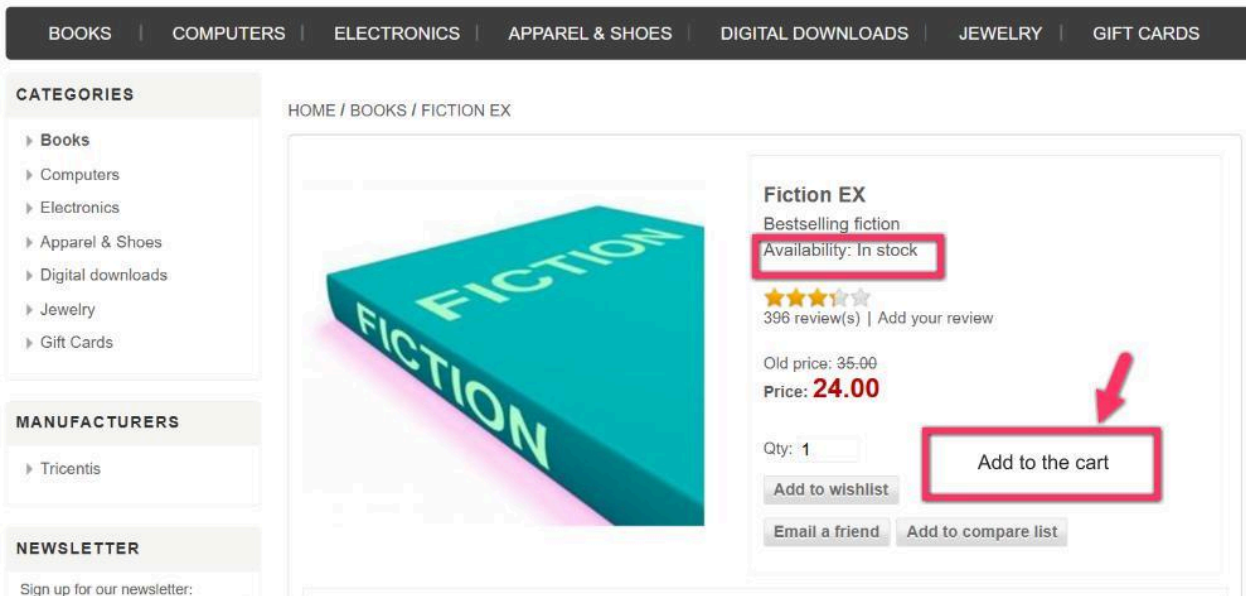 BOOKS | COMPUTERS | ELECTRONICS | APPAREL & SHOES | DIGITAL DOWNLOADS | JEWELRY | GIFT CARDS
CATEGORIES
Books
Computers
Electronics
Apparel & Shoes
Digital downloads
Jewelry
Gift Cards
MANUFACTURERS
Tricentis
NEWSLETTER
Sign up for our newsletter:
HOME / BOOKS / FICTION EX
FICTION
FICTION
Fiction EX
Bestselling fiction
Availability: In stock
396 review(s) | Add your review
Old price: 35.00
Price: 24.00
Qty: 1
Add to the cart
Add to wishlist
Email a friend Add to compare list